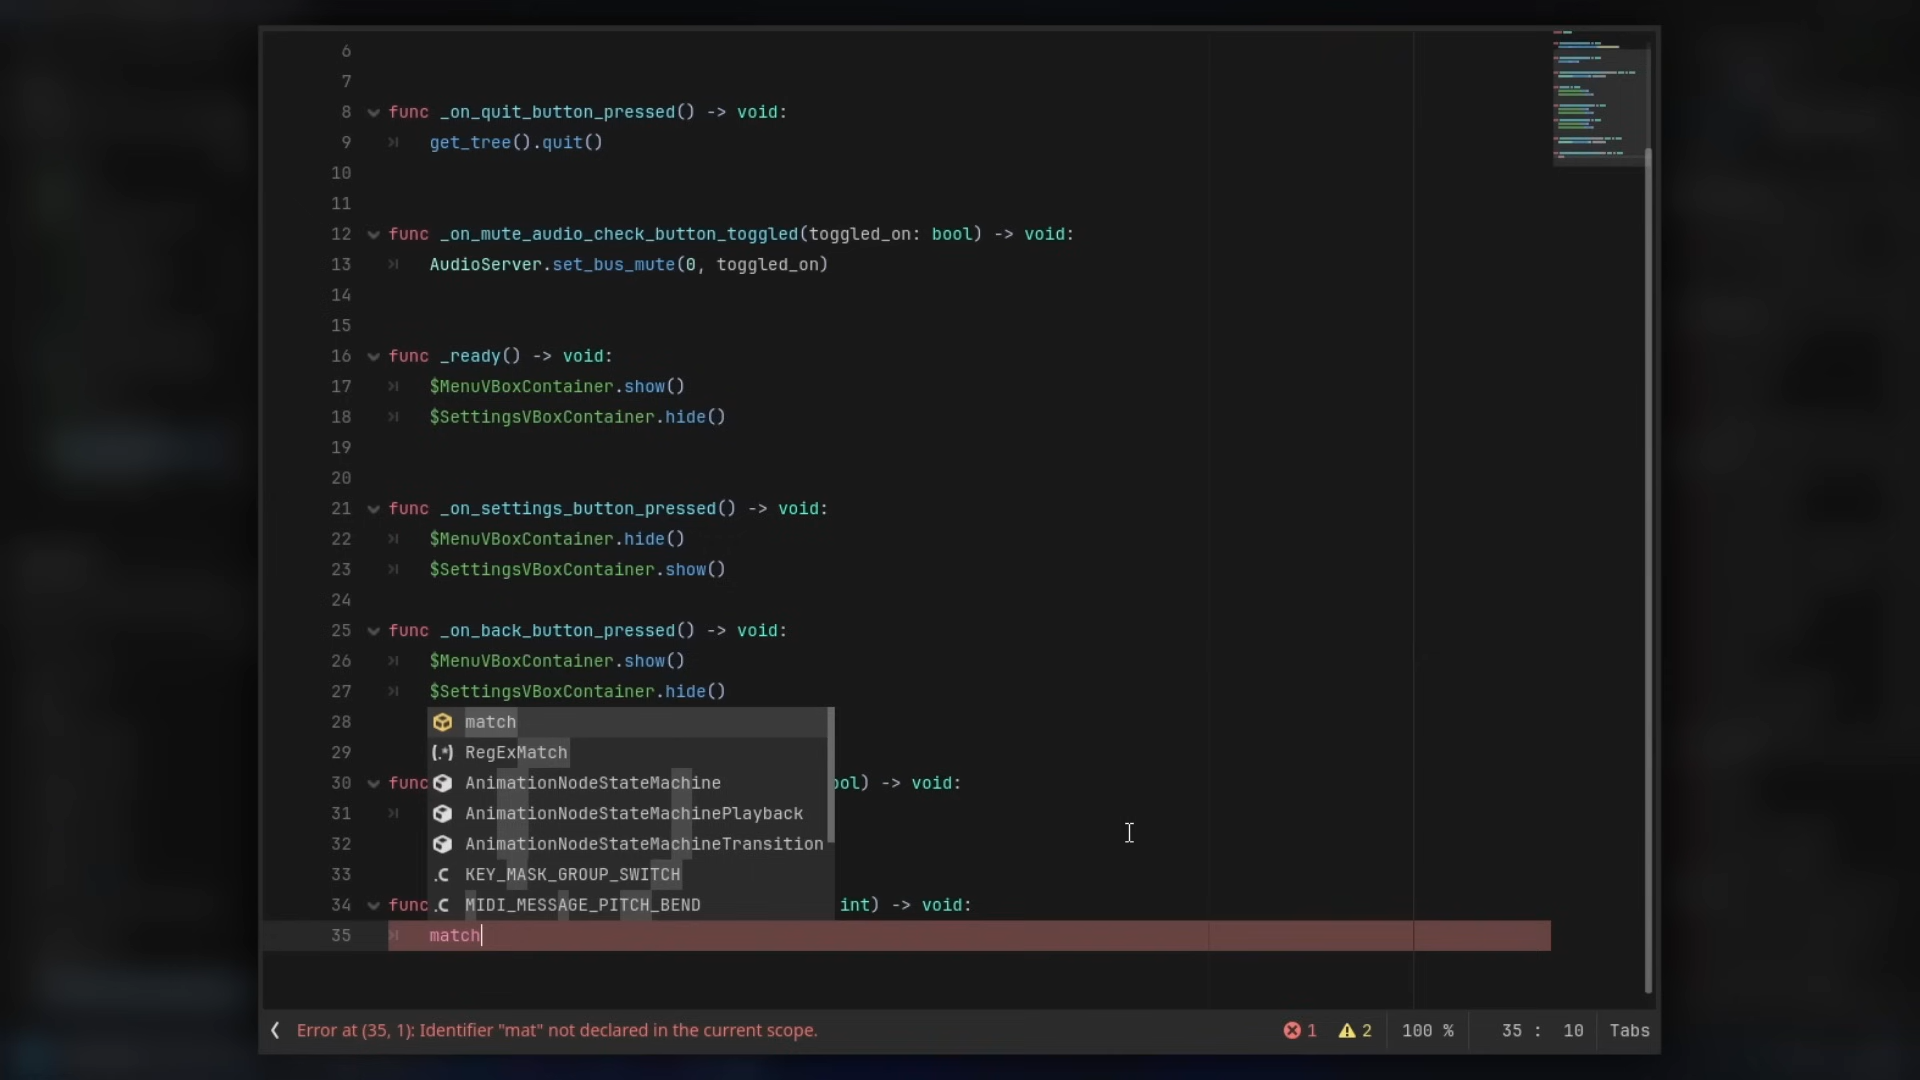 6
7
8 func _on_quit_button_pressed() -> void:
9 get_tree().quit()
10
11
12 func _on_mute_audio_check_button_toggled(toggled_on: bool) -> void:
13 AudioServer.set_bus_mute(0, toggled_on)
14
15
16 func _ready() -> void:
17 $MenuVBoxContainer.show()
18 $SettingsVBoxContainer.hide()
19
20
21 func _on_settings_button_pressed() -> void:
22 $MenuVBoxContainer.hide()
23 $SettingsVBoxContainer.show()
24
25 func _on_back_button_pressed() -> void:
26 $MenuVBoxContainer.show()
27 $SettingsVBoxContainer.hide()
28 match
29 RegExMatch
30 func AnimationNodeStateMachine ool) -> void:
31 AnimationNodeStateMachinePlayback
32 AnimationNodeStateMachineTransition
33 .C KEY_MASK_GROUP_SWITCH
34 func .C MIDI_MESSAGE_PITCH_BEND int) -> void:
35 match
Error at (35, 1): Identifier "mat" not declared in the current scope. 1 2 100 % 35 : 10 Tabs